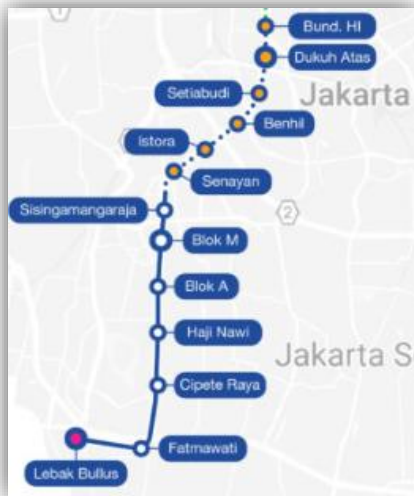 1
Bund. HI
Dukuh Atas
Setiabudi
Jakarta
Benhil
Istora
Senayan
Sisingamangaraja
2
Blok M
Blok A
Haji Nawi
Jakarta S
Cipete Raya
Fatmawati
Lebak Bullus